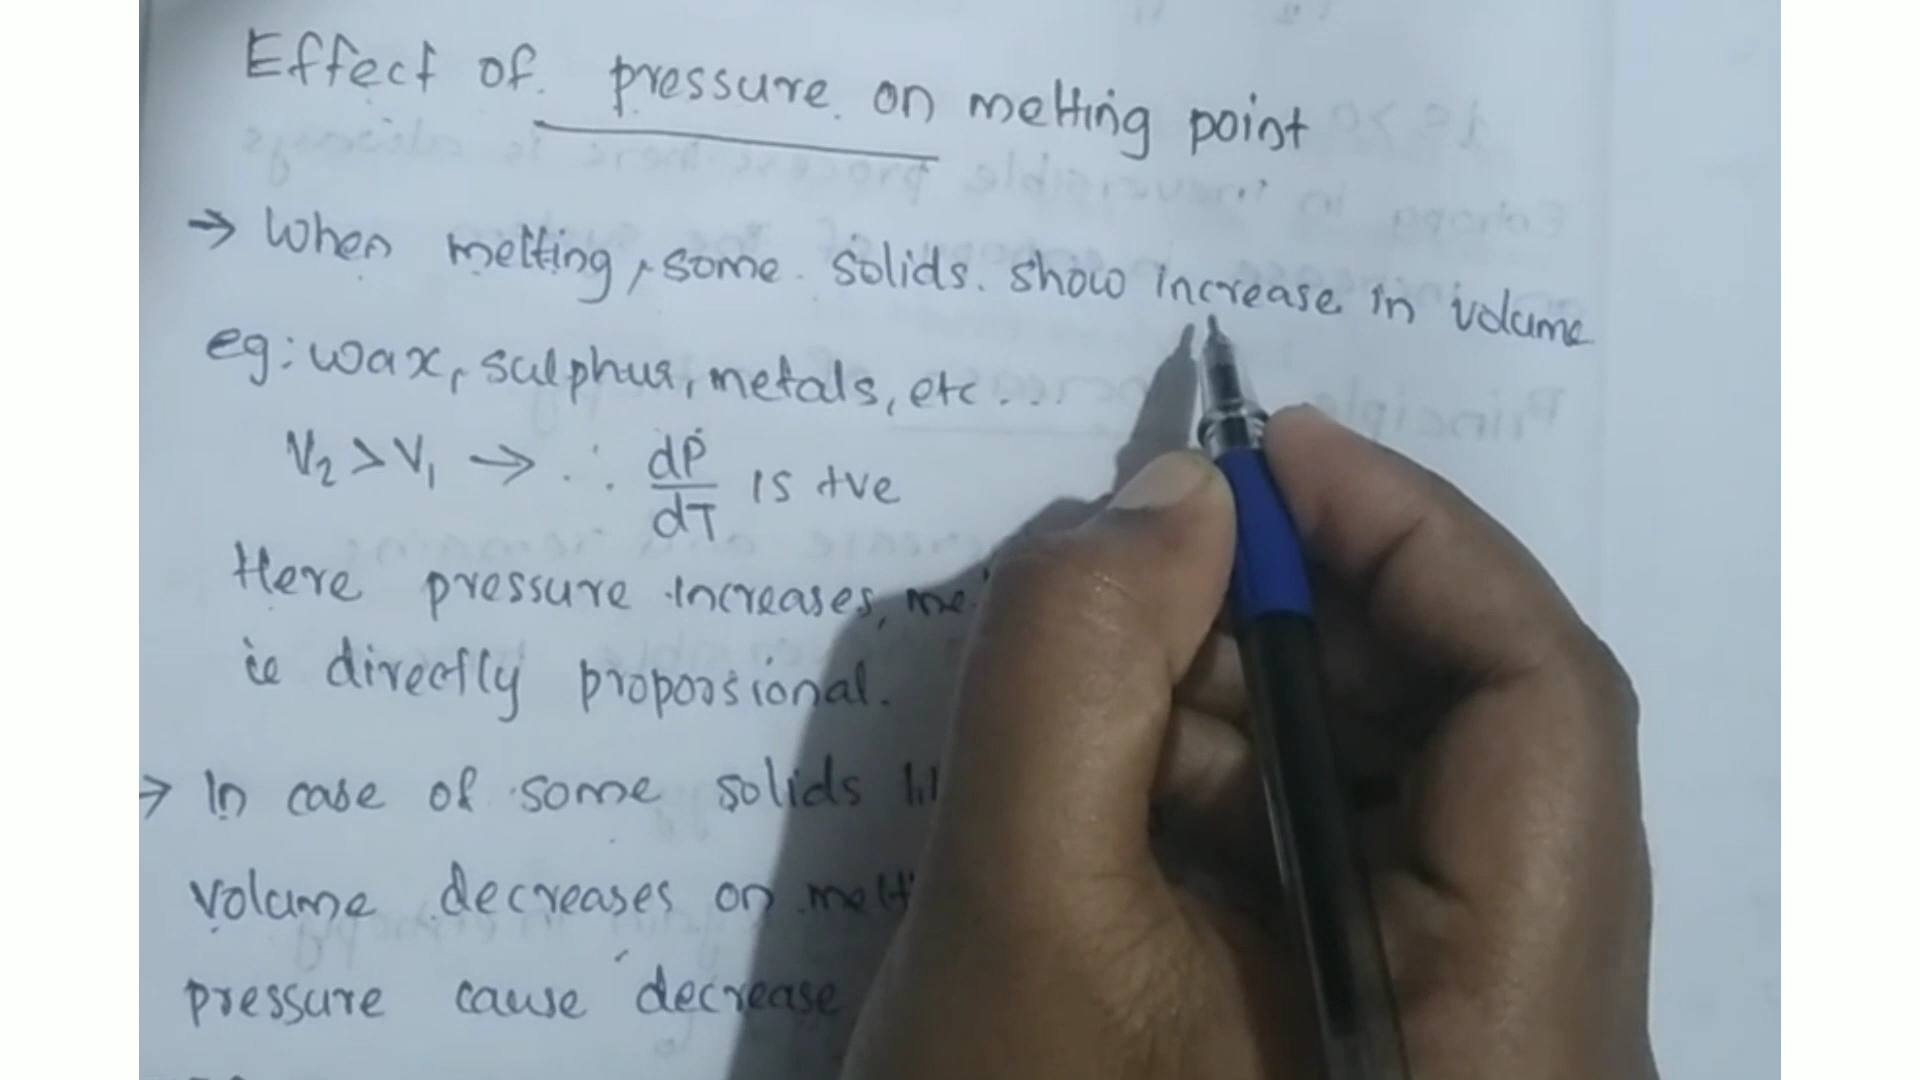 Effect of pressure on melting point
→ When melting, some solids show increase in volume
eg: wax, sulphur, metals, etc...
V₂ > V₁ → ∴ dP/dT is +ve
Here pressure increases,
ie directly proporsional.
→ In case of some solids
volume decreases on
pressure cause decrease